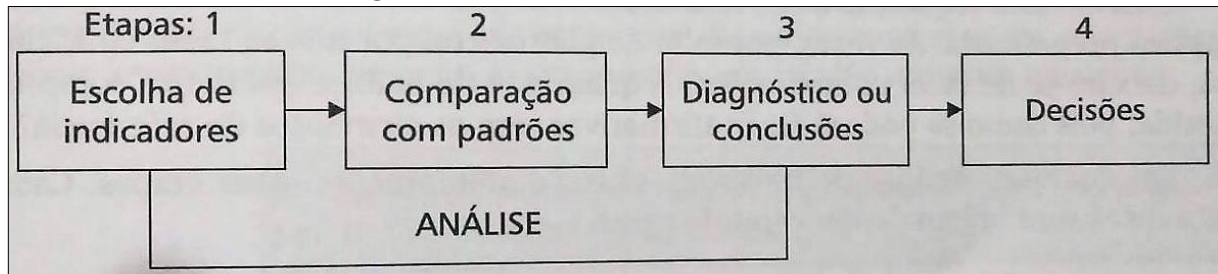 Etapas: 1 2 3 4
Escolha de
indicadores
Comparação
com padrões
Diagnóstico ou
conclusões
Decisões
ANÁLISE